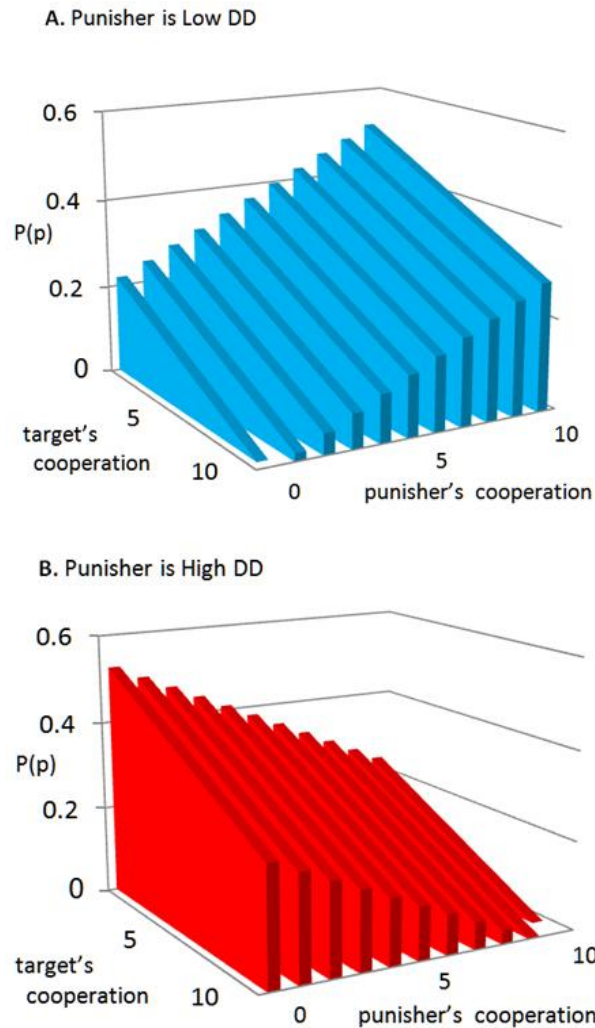 A. Punisher is Low DD
0.6
0.4
P(p)
0.2
0
5
target's
cooperation
10
0
5
10
punisher's cooperation
B. Punisher is High DD
0.6
0.4
P(p)
0.2
0
5
target's
cooperation
10
0
5
10
punisher's cooperation